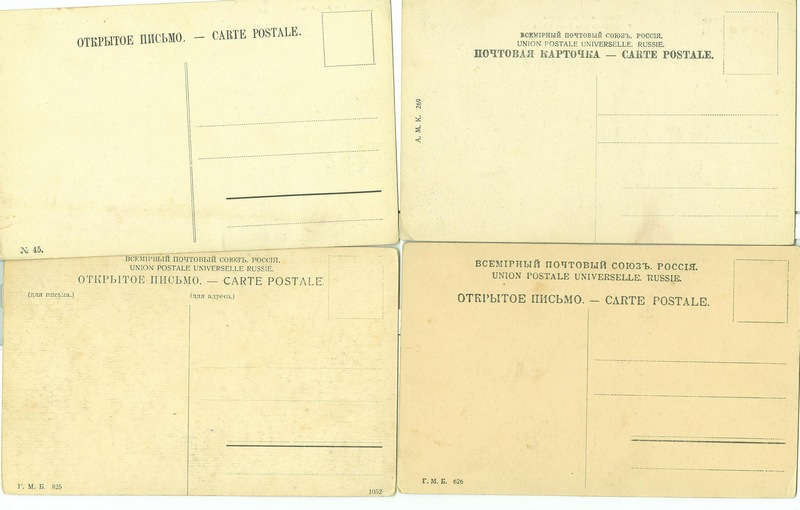 ОТКРЫТОЕ ПИСЬМО. — CARTE POSTALE.
№ 45.
ВСЕМІРНЫЙ ПОЧТОВЫЙ СОЮЗЪ. РОССІЯ.
UNION POSTALE UNIVERSELLE. RUSSIE.
ПОЧТОВАЯ КАРТОЧКА — CARTE POSTALE.
А. М. К. 269
ВСЕМІРНЫЙ ПОЧТОВЫЙ СОЮЗЪ. РОССІЯ.
UNION POSTALE UNIVERSELLE RUSSIE.
ОТКРЫТОЕ ПИСЬМО. — CARTE POSTALE.
(для письма.) (для адреса.)
Г. М. Б. 825
1052
ВСЕМІРНЫЙ ПОЧТОВЫЙ СОЮЗЪ. РОССІЯ.
UNION POSTALE UNIVERSELLE. RUSSIE.
ОТКРЫТОЕ ПИСЬМО. — CARTE POSTALE.
Г. М. Б. 626